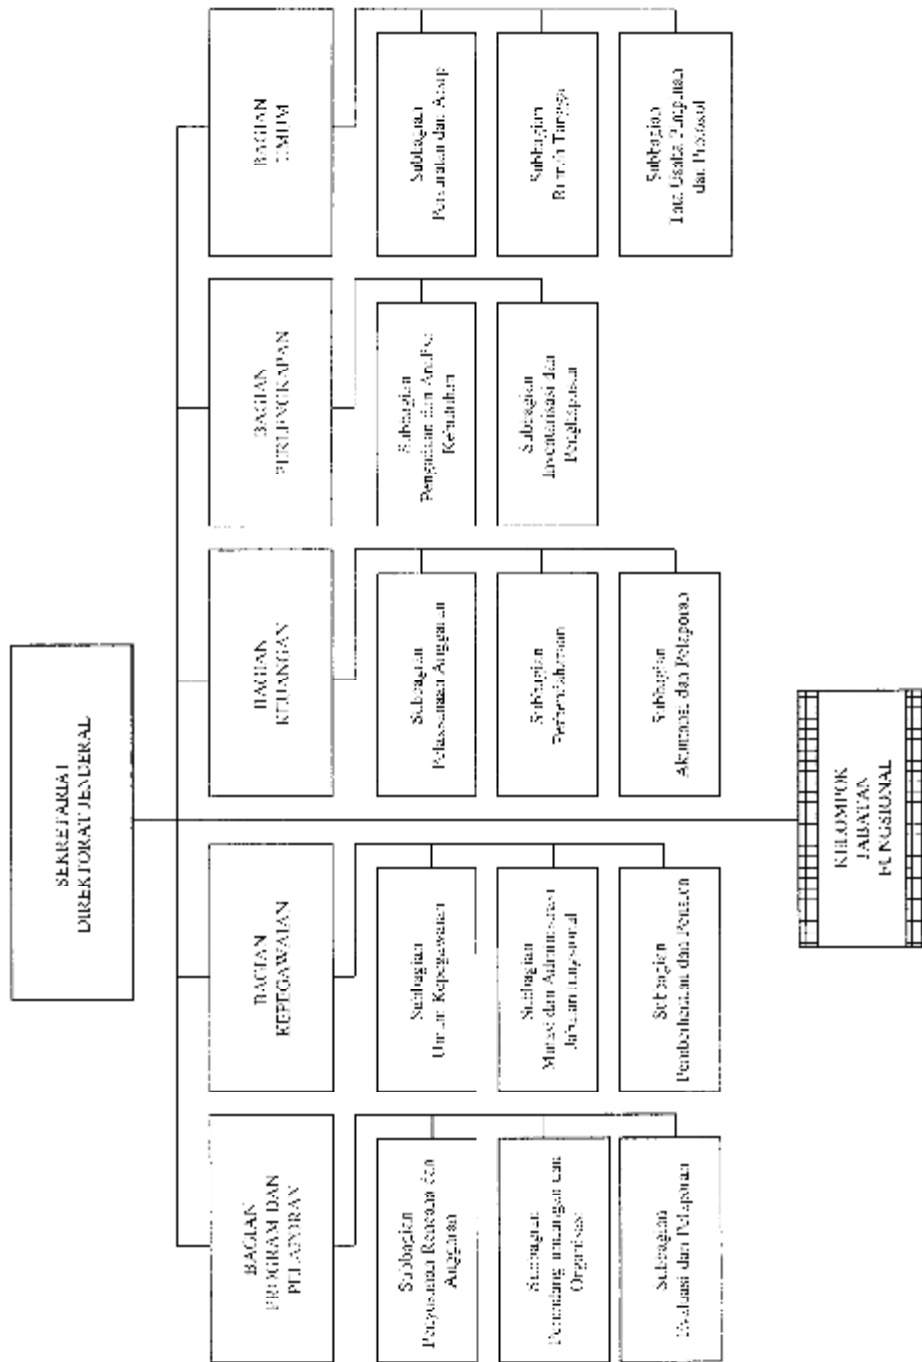 SEKRETARIAT
DIREKTORAT JENDERAL
BAGIAN
PROGRAM DAN
PELAPORAN
BAGIAN
KEPEGAWAIAN
BAGIAN
KEUANGAN
BAGIAN
PERLENGKAPAN
BAGIAN
UMUM
Subbagian
Penyusunan Rencana dan
Anggaran
Subbagian
Perundang-undangan dan
Organisasi
Subbagian
Evaluasi dan Pelaporan
Subbagian
Umum Kepegawaian
Subbagian
Mutasi dan Administrasi
Jabatan Fungsional
Subbagian
Pemberhentian dan Pensiun
Subbagian
Pelaksanaan Anggaran
Subbagian
Perbendaharaan
Subbagian
Akuntansi dan Pelaporan
Subbagian
Pengadaan dan Analisa
Kebutuhan
Subbagian
Inventarisasi dan
Penghapusan
Subbagian
Persuratan dan Arsip
Subbagian
Rumah Tangga
Subbagian
Tata Usaha Pimpinan
dan Protokol
KELOMPOK
JABATAN
FUNGSIONAL